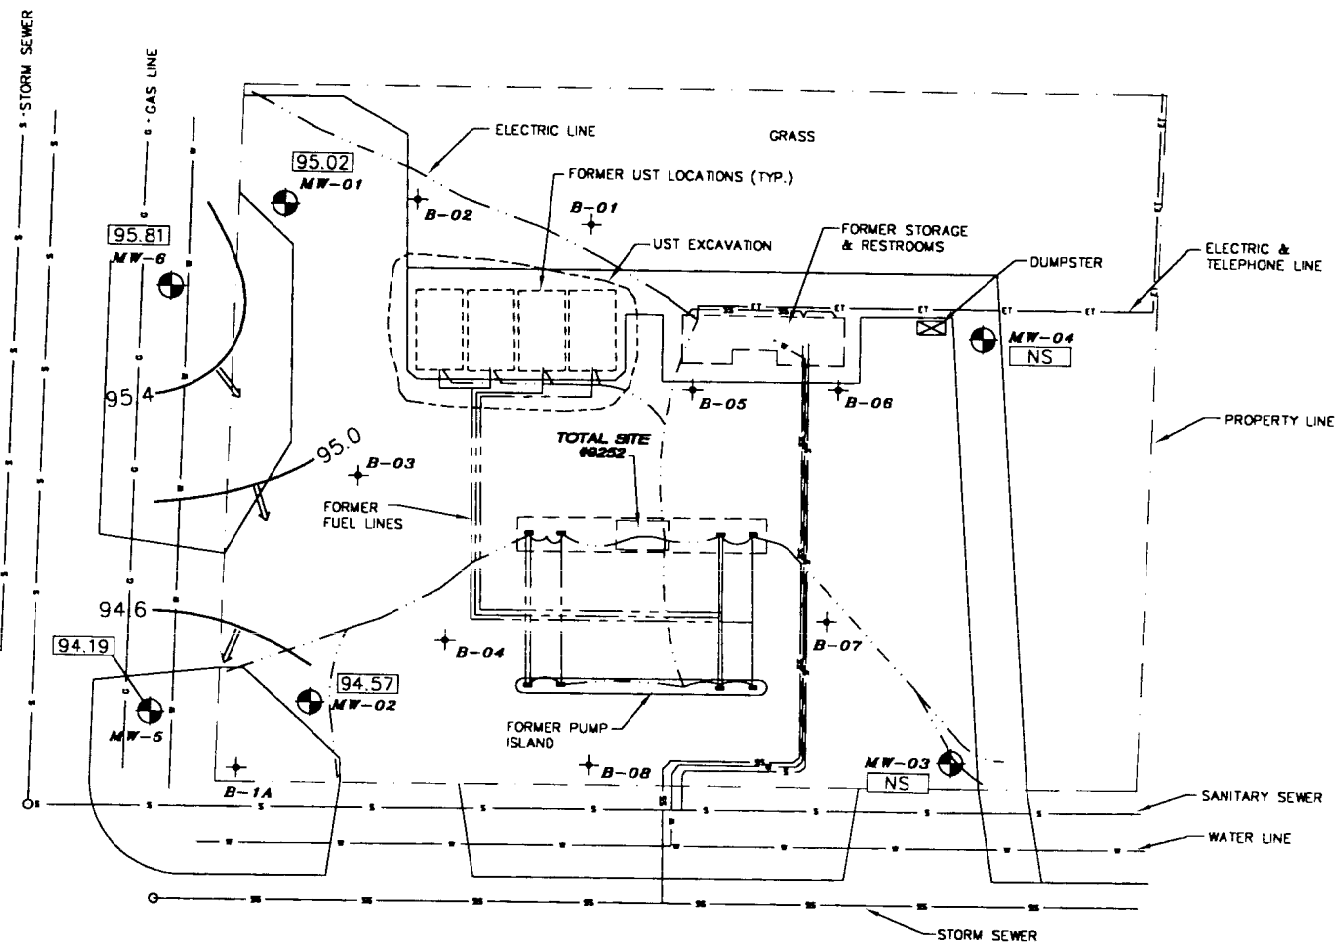 STORM SEWER
GAS LINE
ELECTRIC LINE
GRASS
95.02
MW-01
FORMER UST LOCATIONS (TYP.)
B-02
B-01
95.81
MW-6
UST EXCAVATION
FORMER STORAGE
& RESTROOMS
DUMPSTER
ELECTRIC &
TELEPHONE LINE
MW-04
NS
95.4
B-05
B-06
PROPERTY LINE
95.0
B-03
TOTAL SITE
#9252
FORMER
FUEL LINES
94.6
94.19
B-04
B-07
94.57
MW-02
MW-5
FORMER PUMP
ISLAND
B-08
MW-03
NS
B-1A
SANITARY SEWER
WATER LINE
STORM SEWER